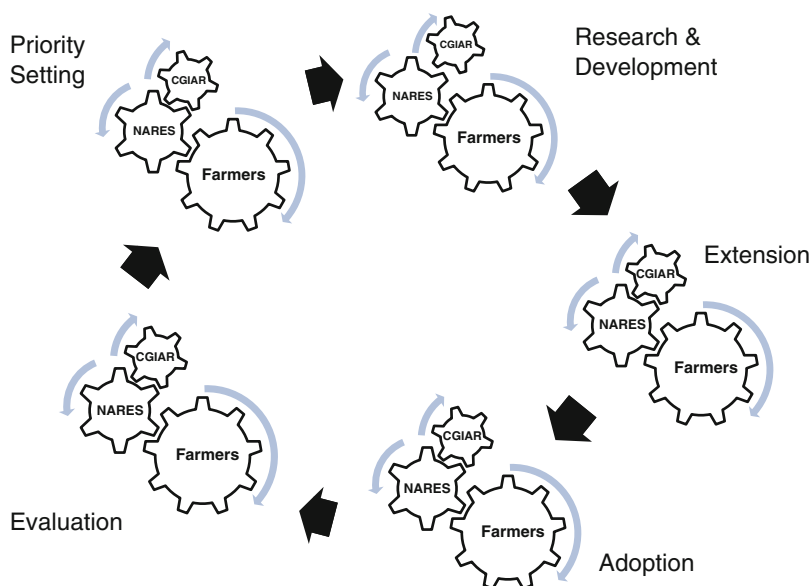 Priority
Setting
CGIAR
NARES
Farmers
Research &
Development
CGIAR
NARES
Farmers
Extension
CGIAR
NARES
Farmers
Adoption
CGIAR
NARES
Farmers
Evaluation
CGIAR
NARES
Farmers